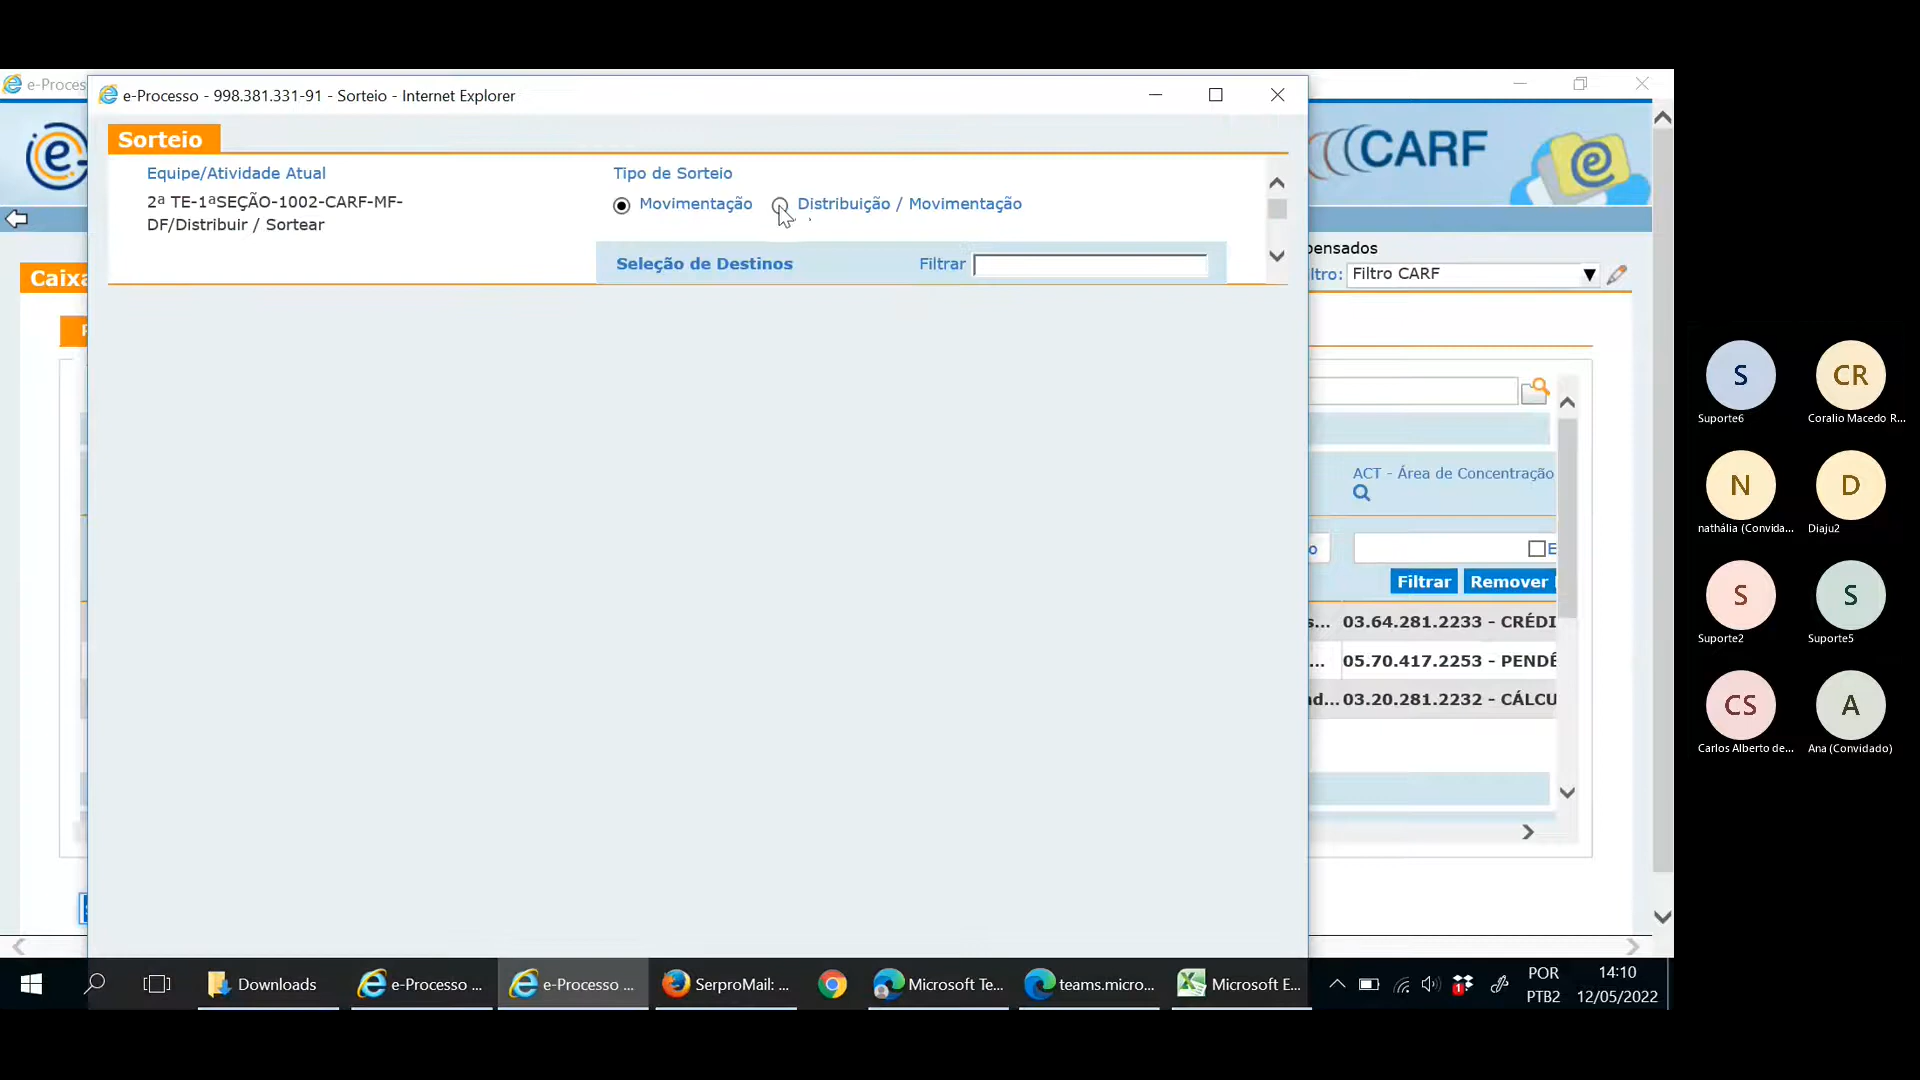 e-Proces
e-Processo - 998.381.331-91 - Sorteio - Internet Explorer
Sorteio
CARF
Equipe/Atividade Atual
Tipo de Sorteio
2ª TE-1ªSEÇÃO-1002-CARF-MF-
DF/Distribuir / Sortear
Movimentação
Distribuição / Movimentação
Seleção de Destinos
Filtrar
pensados
ltro:
Filtro CARF
Caixa
ACT - Área de Concentração
o
E
Filtrar
Remover
s... 03.64.281.2233 - CRÉDI
... 05.70.417.2253 - PENDÊ
nd... 03.20.281.2232 - CÁLCU
S
Suporte6
CR
Coralio Macedo R...
N
nathália (Convida...
D
Diaju2
S
Suporte2
S
Suporte5
CS
Carlos Alberto de...
A
Ana (Convidado)
Downloads
e-Processo ...
e-Processo ...
SerproMail: ...
Microsoft Te...
teams.micro...
Microsoft E...
1
POR
PTB2
14:10
12/05/2022